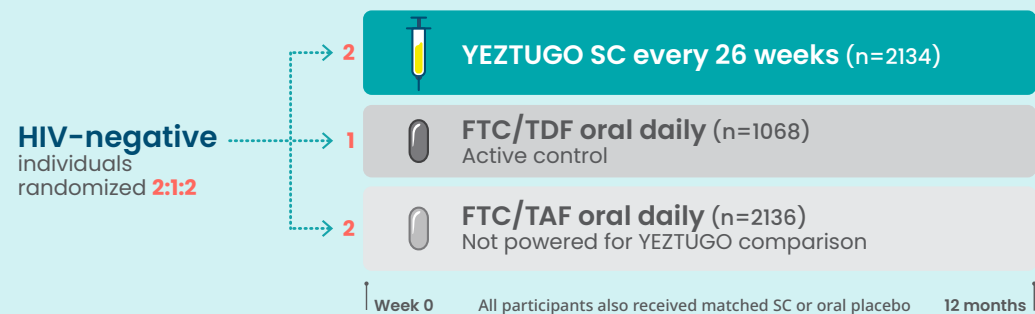 HIV-negative
individuals
randomized 2:1:2
2
YEZTUGO SC every 26 weeks (n=2134)
1
FTC/TDF oral daily (n=1068)
Active control
2
FTC/TAF oral daily (n=2136)
Not powered for YEZTUGO comparison
Week 0 All participants also received matched SC or oral placebo 12 months